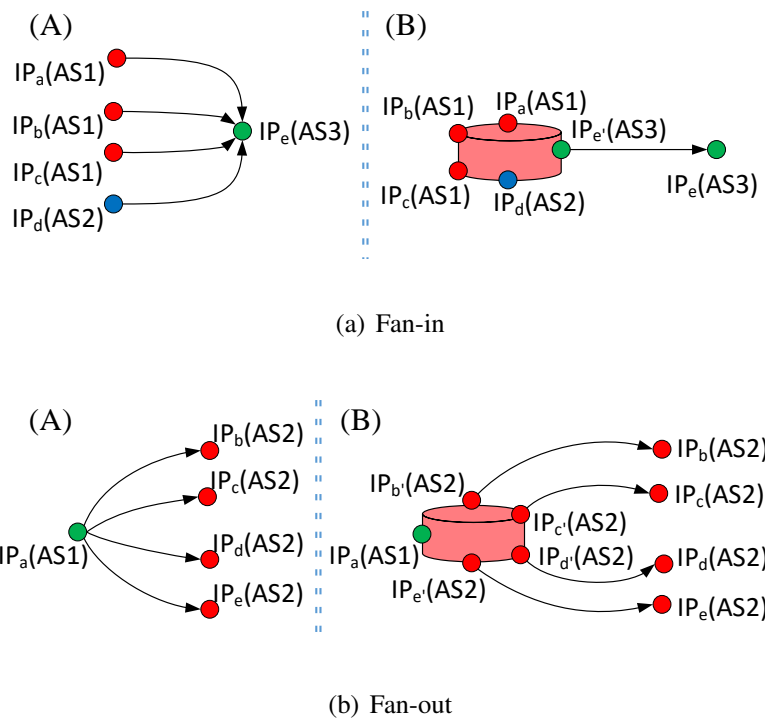 (A)
(B)
IPa(AS1)
IPb(AS1)
IPc(AS1)
IPd(AS2)
IPe(AS3)
IPb(AS1)
IPa(AS1)
IPe'(AS3)
IPc(AS1)
IPd(AS2)
IPe(AS3)
(a) Fan-in
(A)
(B)
IPb(AS2)
IPc(AS2)
IPa(AS1)
IPd(AS2)
IPe(AS2)
IPb'(AS2)
IPb(AS2)
IPc(AS2)
IPc'(AS2)
IPa(AS1)
IPd'(AS2)
IPd(AS2)
IPe'(AS2)
IPe(AS2)
(b) Fan-out